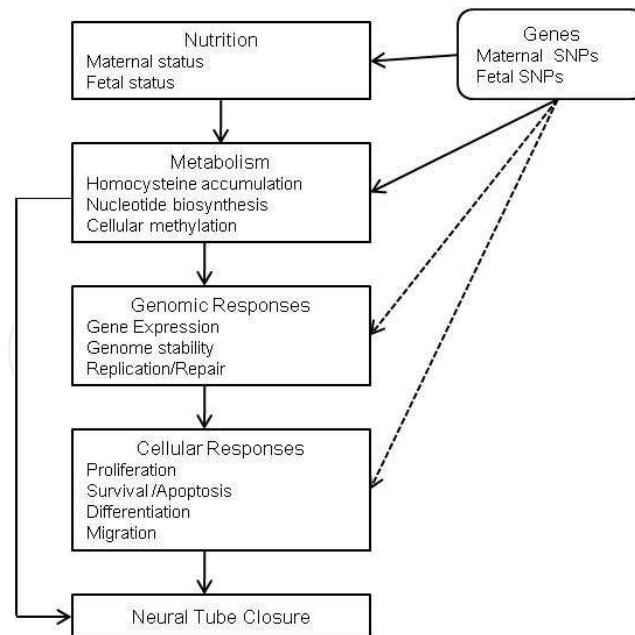 Nutrition
Maternal status
Fetal status
Genes
Maternal SNPs
Fetal SNPs
Metabolism
Homocysteine accumulation
Nucleotide biosynthesis
Cellular methylation
Genomic Responses
Gene Expression
Genome stability
Replication/Repair
Cellular Responses
Proliferation
Survival/Apoptosis
Differentiation
Migration
Neural Tube Closure